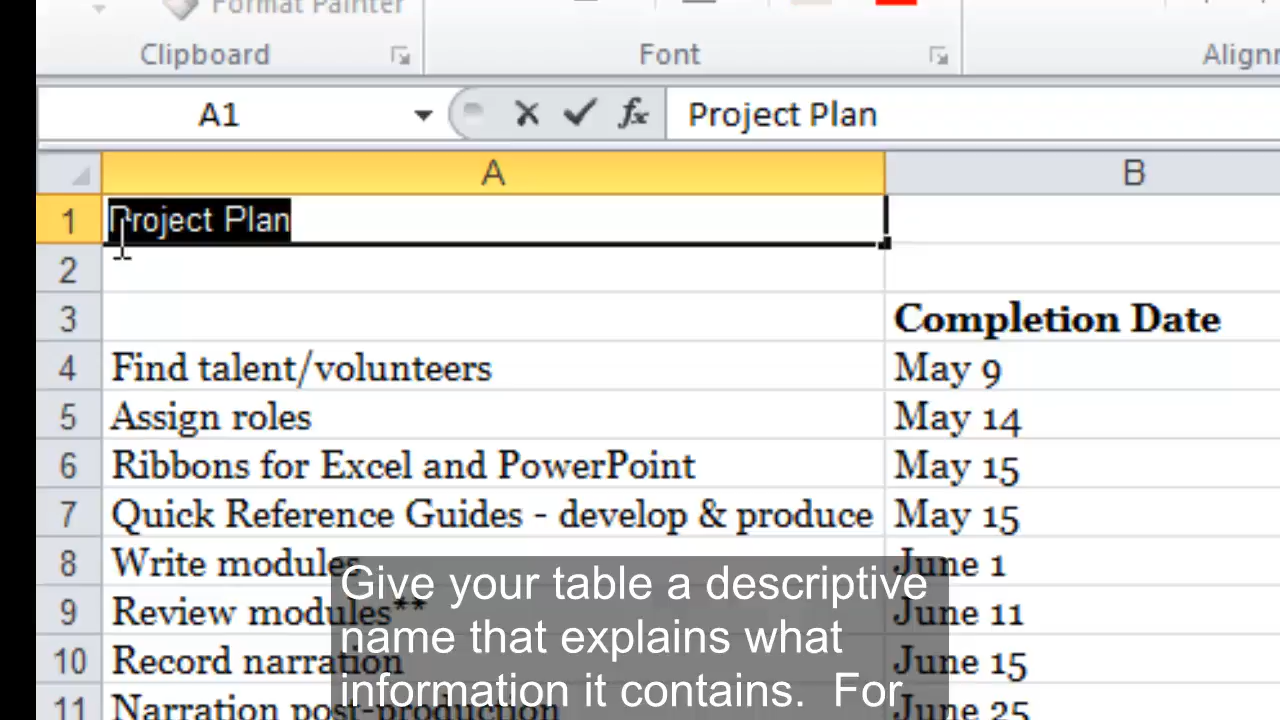 Format Painter
Clipboard
Font
A1
fx
Project Plan
A
B
1
Project Plan
2
3
Completion Date
4
Find talent/volunteers
May 9
5
Assign roles
May 14
6
Ribbons for Excel and PowerPoint
May 15
7
Quick Reference Guides - develop & produce
May 15
8
Write modules
June 1
9
Review modules**
June 11
10
Record narration
June 15
11
Narration post-production
June 25
Give your table a descriptive
name that explains what
information it contains.  For